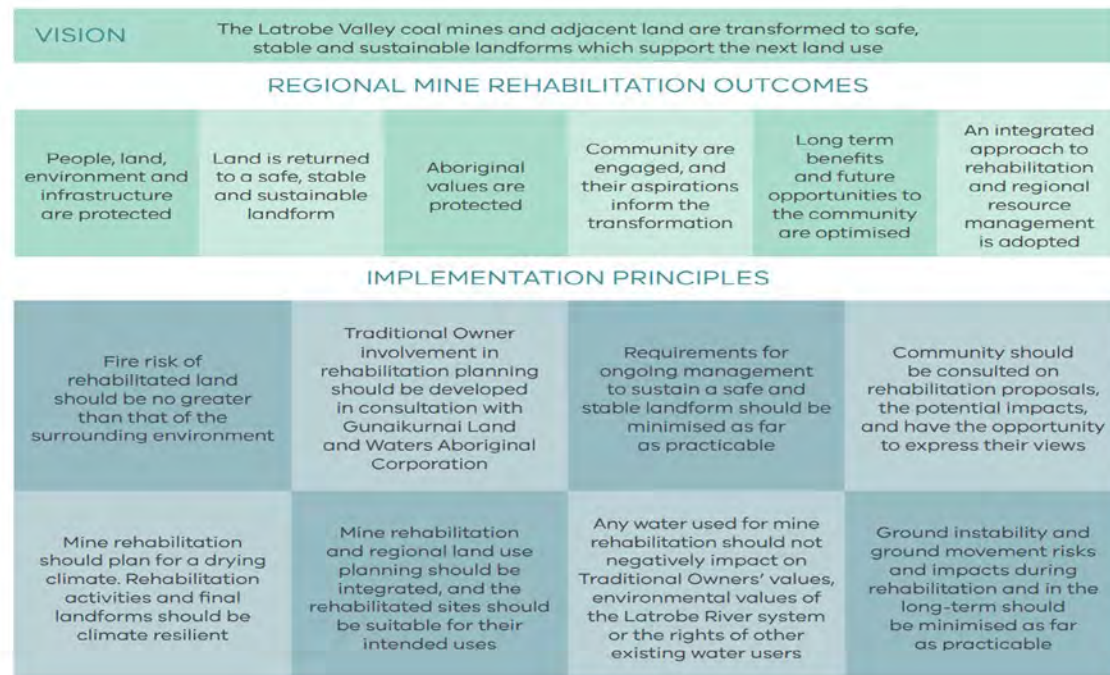 VISION
The Latrobe Valley coal mines and adjacent land are transformed to safe,
stable and sustainable landforms which support the next land use
REGIONAL MINE REHABILITATION OUTCOMES
People, land,
environment and
infrastructure
are protected
Land is returned
to a safe, stable
and sustainable
landform
Aboriginal
values are
protected
Community are
engaged, and
their aspirations
inform the
transformation
Long term
benefits
and future
opportunities to
the community
are optimised
An integrated
approach to
rehabilitation
and regional
resource
management
is adopted
IMPLEMENTATION PRINCIPLES
Fire risk of
rehabilitated land
should be no greater
than that of the
surrounding environment
Traditional Owner
involvement in
rehabilitation planning
should be developed
in consultation with
Gunaikurnai Land
and Waters Aboriginal
Corporation
Requirements for
ongoing management
to sustain a safe and
stable landform should be
minimised as far
as practicable
Community should
be consulted on
rehabilitation proposals,
the potential impacts,
and have the opportunity
to express their views
Mine rehabilitation
should plan for a drying
climate. Rehabilitation
activities and final
landforms should be
climate resilient
Mine rehabilitation
and regional land use
planning should be
integrated, and the
rehabilitated sites should
be suitable for their
intended uses
Any water used for mine
rehabilitation should not
negatively impact on
Traditional Owners' values,
environmental values of
the Latrobe River system
or the rights of other
existing water users
Ground instability and
ground movement risks
and impacts during
rehabilitation and in the
long-term should
be minimised as far
as practicable